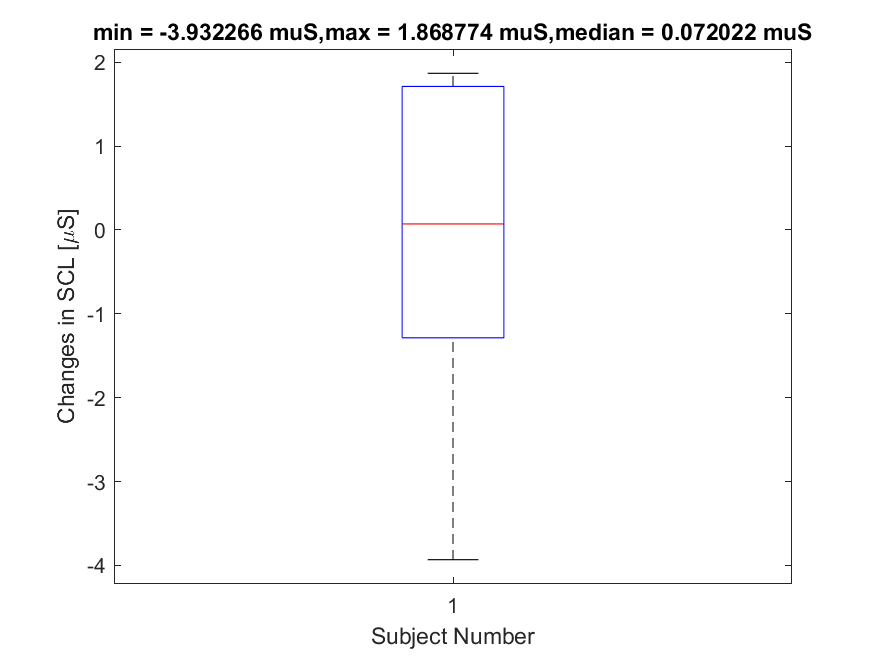 min = -3.932266 muS,max = 1.868774 muS,median = 0.072022 muS
2
1
0
-1
-2
-3
-4
Changes in SCL [μS]
1
Subject Number